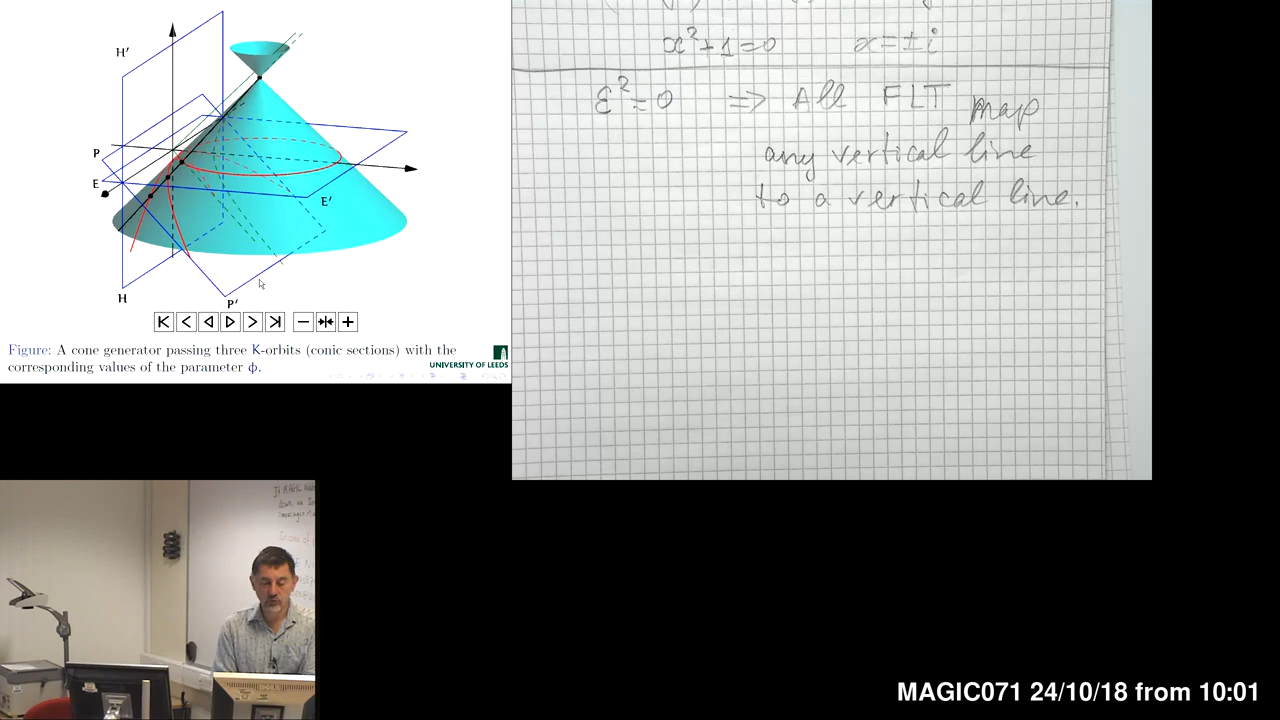 H′
P
E
E′
H
P′
Figure: A cone generator passing three K-orbits (conic sections) with the
corresponding values of the parameter ϕ.
UNIVERSITY OF LEEDS
x²+1=0 x=±i
ε²=0 ⇒ All FLT map
any vertical line
to a vertical line.
MAGIC071 24/10/18 from 10:01